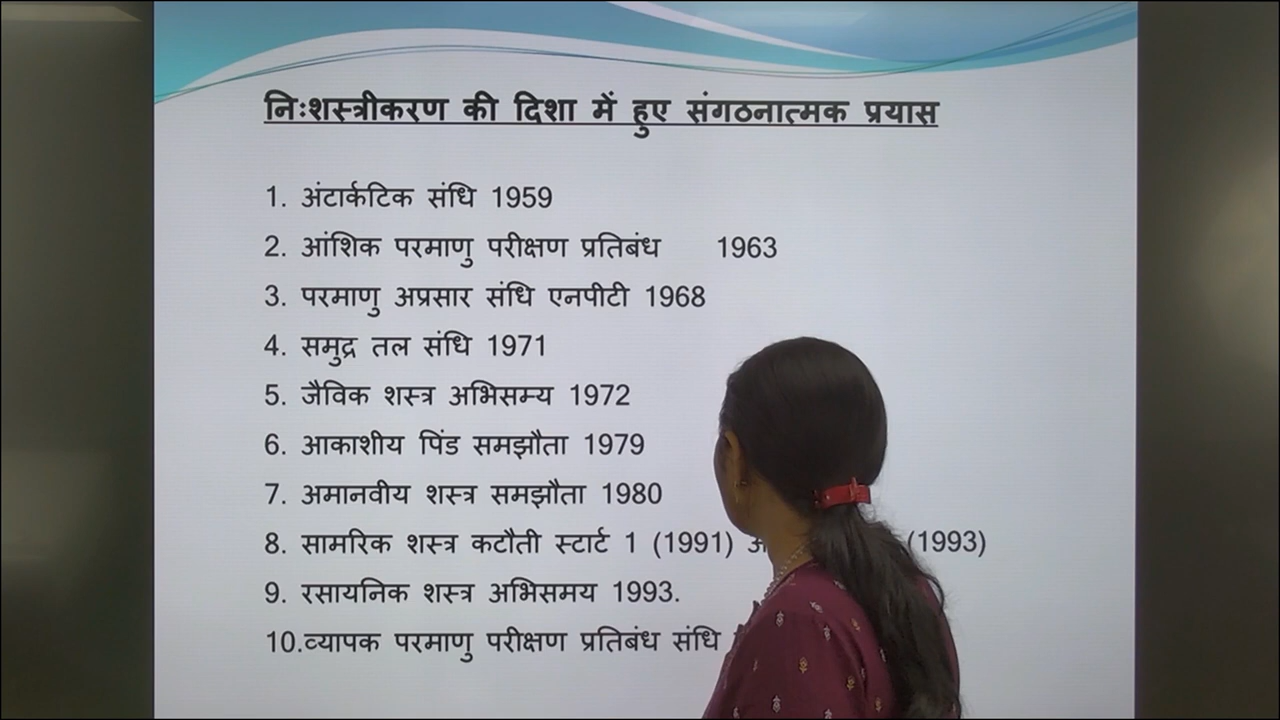 निःशस्त्रीकरण की दिशा में हुए संगठनात्मक प्रयास
1. अंटार्कटिक संधि 1959
2. आंशिक परमाणु परीक्षण प्रतिबंध 1963
3. परमाणु अप्रसार संधि एनपीटी 1968
4. समुद्र तल संधि 1971
5. जैविक शस्त्र अभिसम्य 1972
6. आकाशीय पिंड समझौता 1979
7. अमानवीय शस्त्र समझौता 1980
8. सामरिक शस्त्र कटौती स्टार्ट 1 (1991) (1993)
9. रसायनिक शस्त्र अभिसमय 1993.
10.व्यापक परमाणु परीक्षण प्रतिबंध संधि